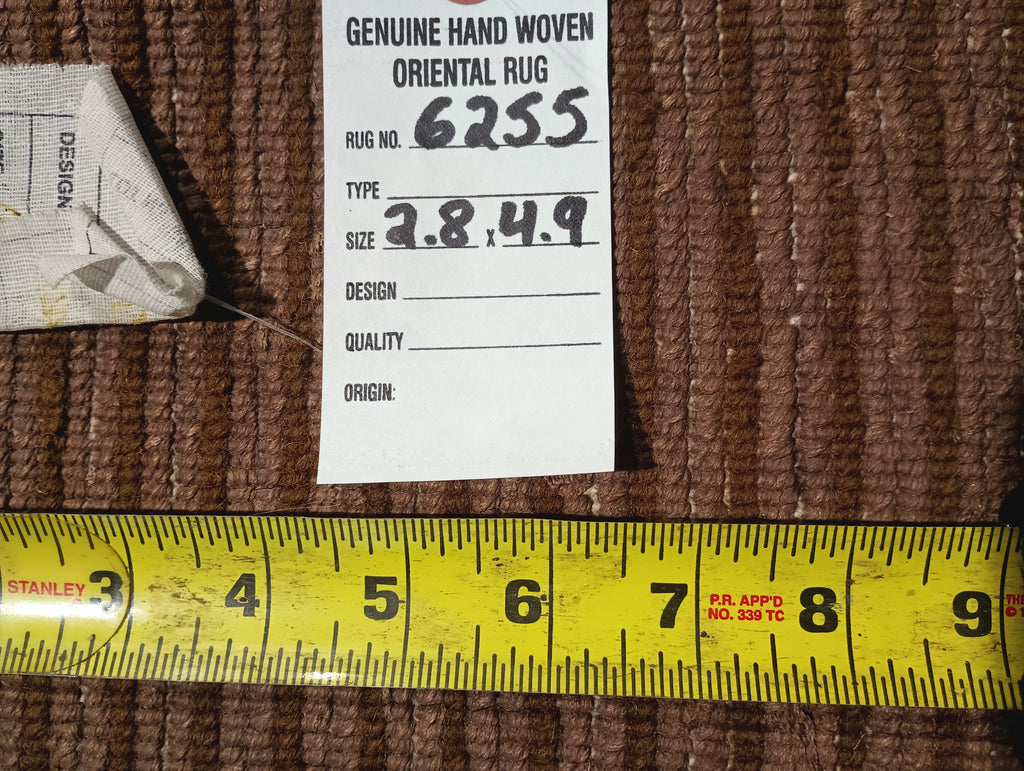 GENUINE HAND WOVEN
ORIENTAL RUG
RUG NO. 6255
TYPE
SIZE 2.8 x 4.9
DESIGN
QUALITY
ORIGIN:
DESIGN
STANLEY
3 4 5 6 7 8 9
P.R. APP'D
NO. 339 TC